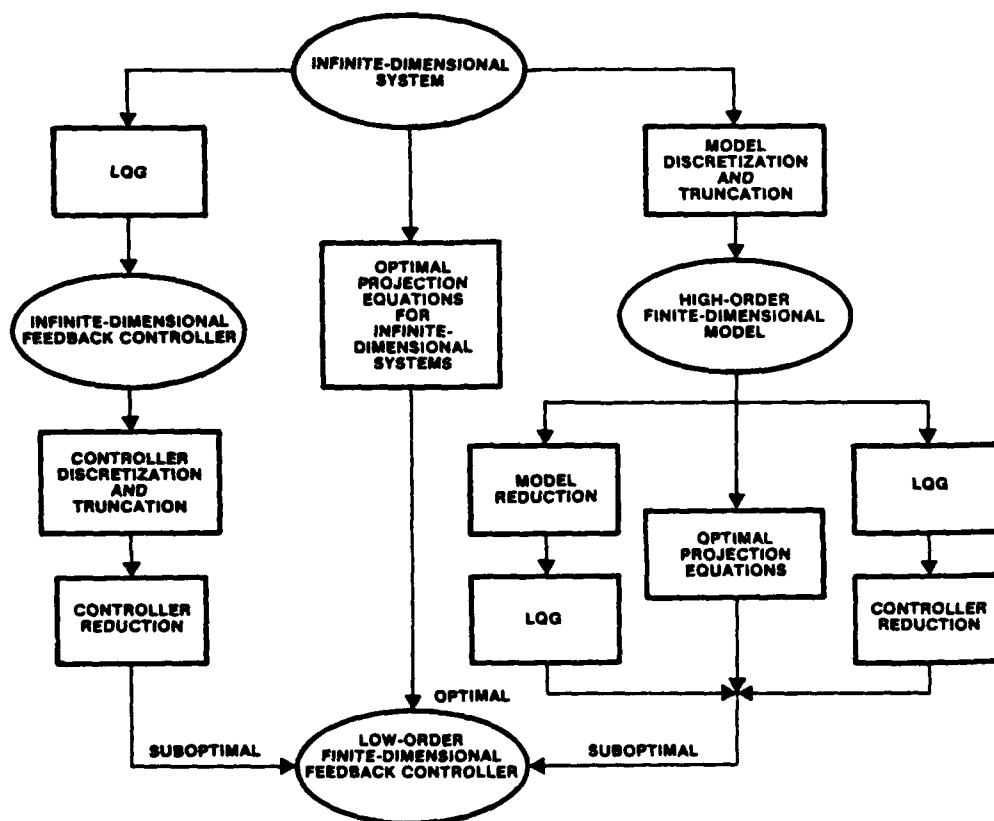 INFINITE-DIMENSIONAL
SYSTEM
LQG
MODEL
DISCRETIZATION
AND
TRUNCATION
OPTIMAL
PROJECTION
EQUATIONS
FOR
INFINITE-
DIMENSIONAL
SYSTEMS
INFINITE-DIMENSIONAL
FEEDBACK CONTROLLER
HIGH-ORDER
FINITE-DIMENSIONAL
MODEL
CONTROLLER
DISCRETIZATION
AND
TRUNCATION
MODEL
REDUCTION
LQG
OPTIMAL
PROJECTION
EQUATIONS
CONTROLLER
REDUCTION
LQG
CONTROLLER
REDUCTION
OPTIMAL
SUBOPTIMAL
LOW-ORDER
FINITE-DIMENSIONAL
FEEDBACK CONTROLLER
SUBOPTIMAL